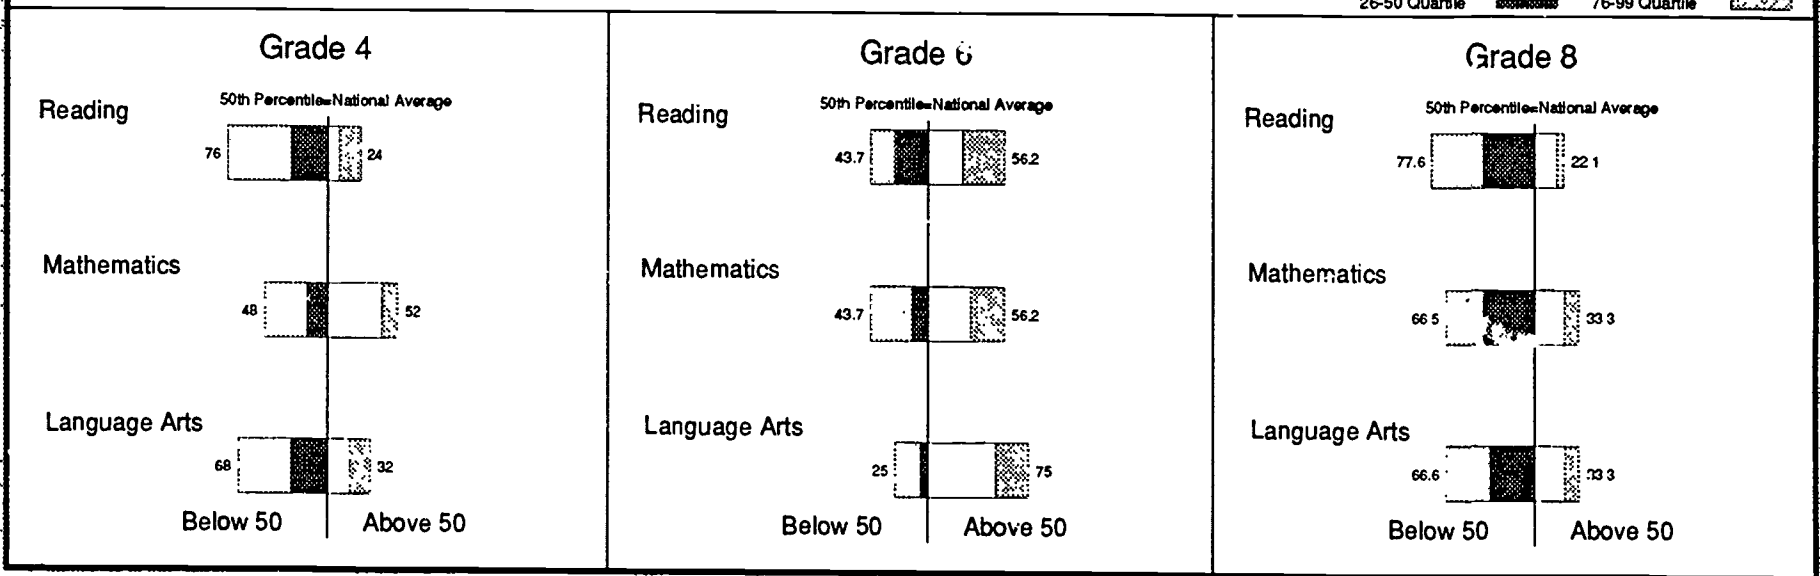 26-50 Quartile 76-99 Quartile
Grade 4
Reading
50th Percentile=National Average
76 24
Mathematics
48 52
Language Arts
68 32
Below 50 Above 50
Grade 6
Reading
50th Percentile=National Average
43.7 56.2
Mathematics
43.7 56.2
Language Arts
25 75
Below 50 Above 50
Grade 8
Reading
50th Percentile=National Average
77.6 22 1
Mathematics
66 5 33 3
Language Arts
66.6 33 3
Below 50 Above 50